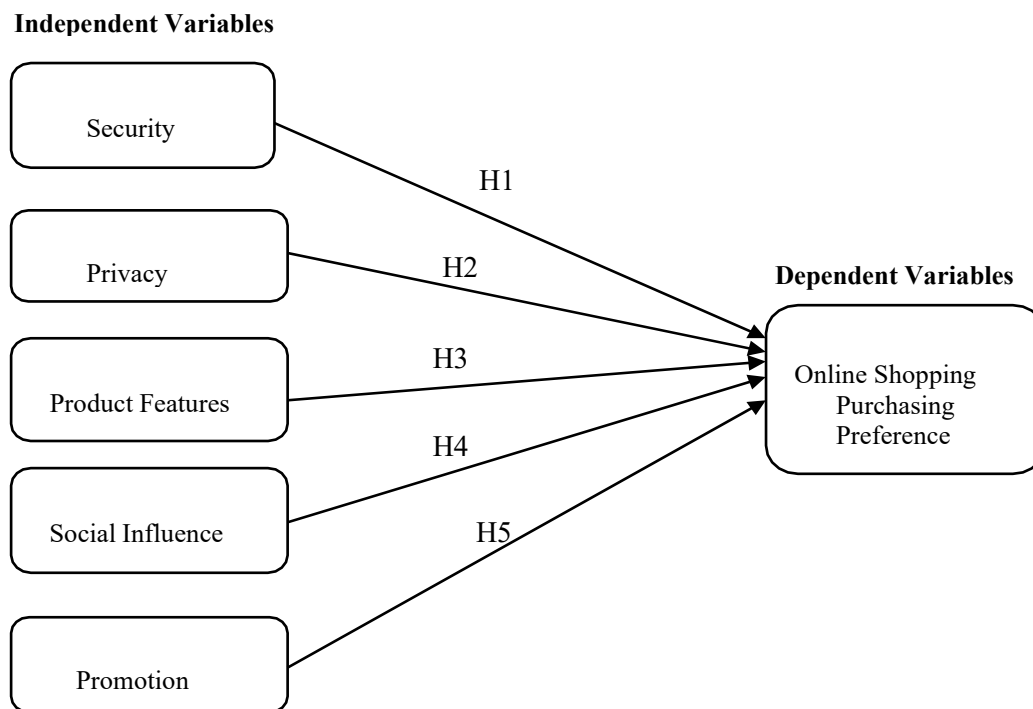 Independent Variables
Security
H1
Privacy
H2
Dependent Variables
Product Features
H3
Online Shopping
Purchasing
Preference
Social Influence
H4
H5
Promotion